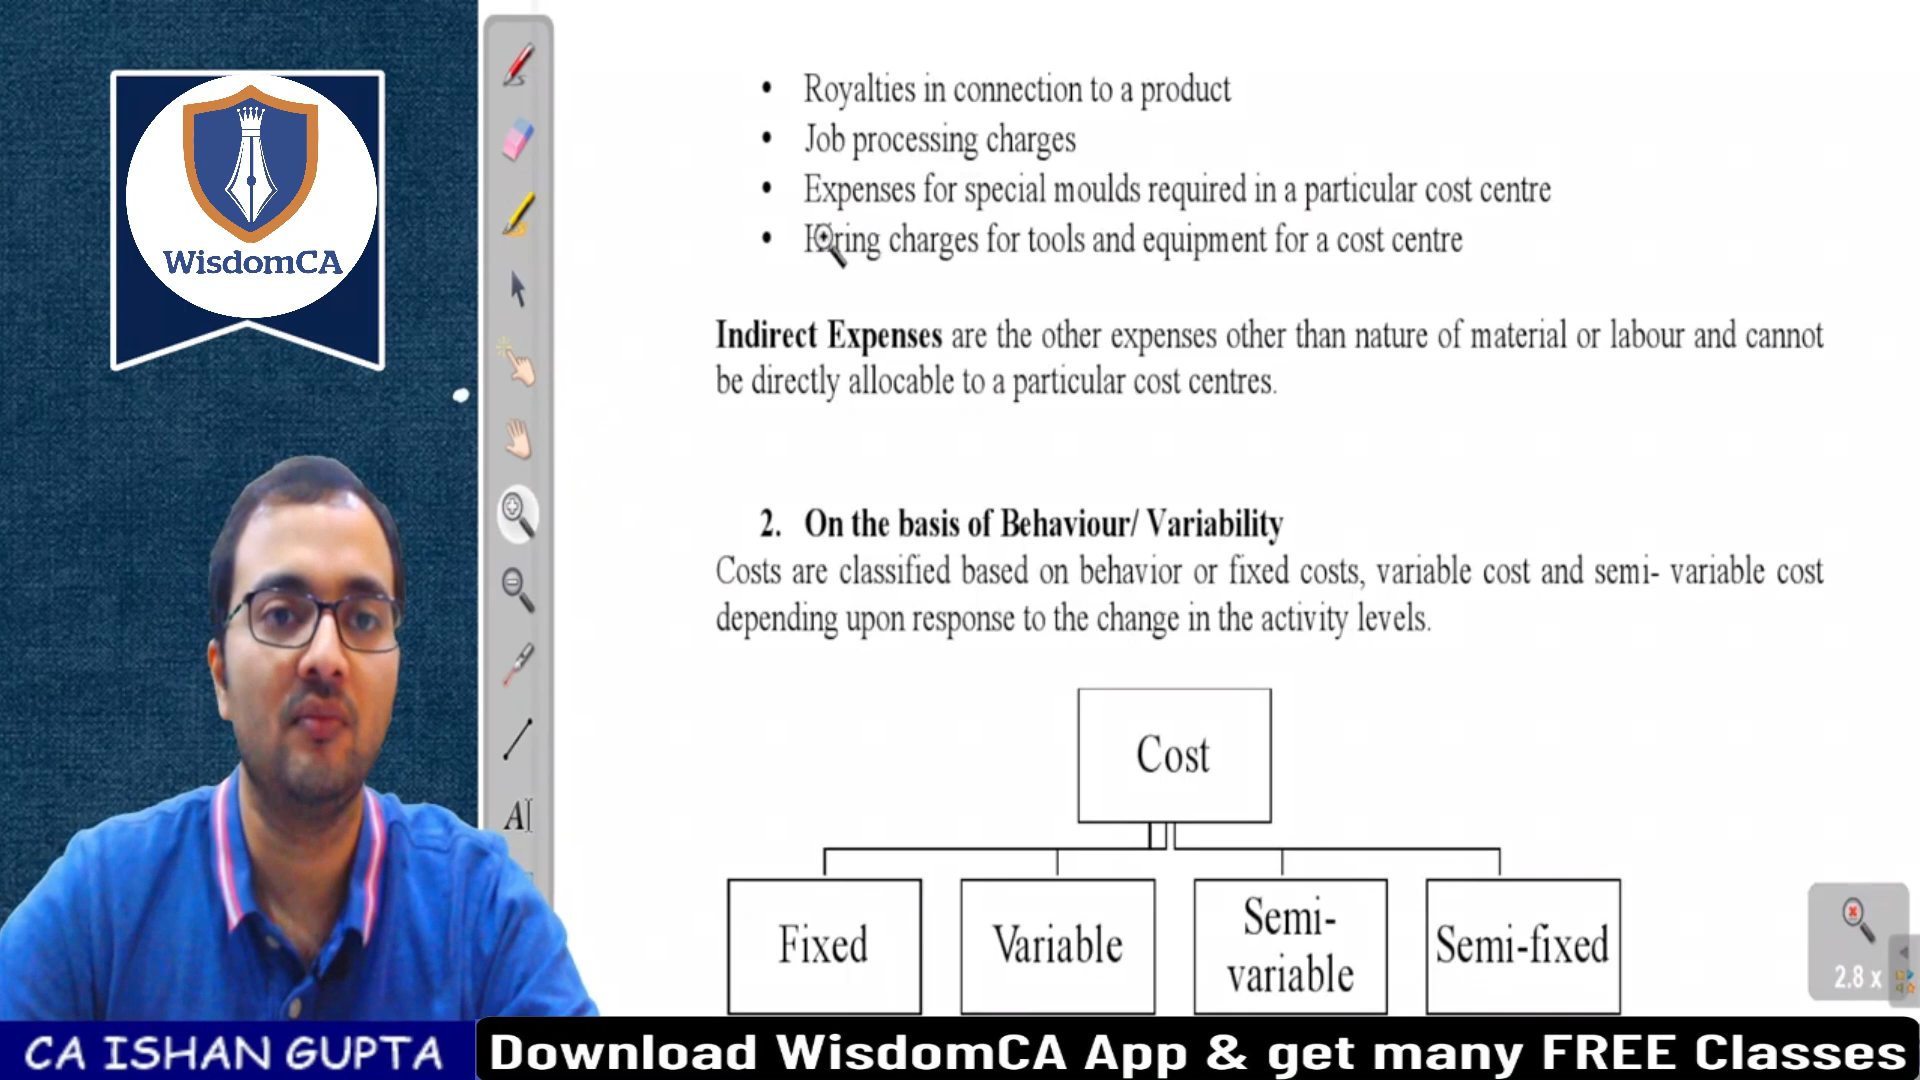 WisdomCA
• Royalties in connection to a product
• Job processing charges
• Expenses for special moulds required in a particular cost centre
• Hiring charges for tools and equipment for a cost centre
Indirect Expenses are the other expenses other than nature of material or labour and cannot
be directly allocable to a particular cost centres.
2. On the basis of Behaviour/ Variability
Costs are classified based on behavior or fixed costs, variable cost and semi- variable cost
depending upon response to the change in the activity levels.
Cost
Fixed
Variable
Semi-
variable
Semi-fixed
2.8 x
CA ISHAN GUPTA
Download WisdomCA App & get many FREE Classes